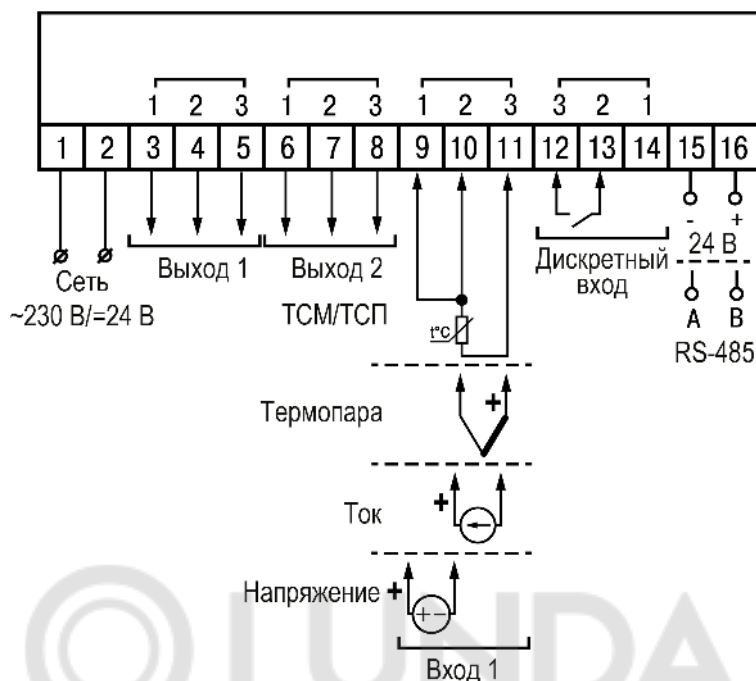 1 2 3 1 2 3 1 2 3 3 2 1
1 2 3 4 5 6 7 8 9 10 11 12 13 14 15 16
- +
24 В
Сеть
~230 В/=24 В
Выход 1
Выход 2
Дискретный
вход
ТСМ/ТСП
t°C
A B
RS-485
Термопара +
Ток +
Напряжение + + -
Вход 1
LUNDA